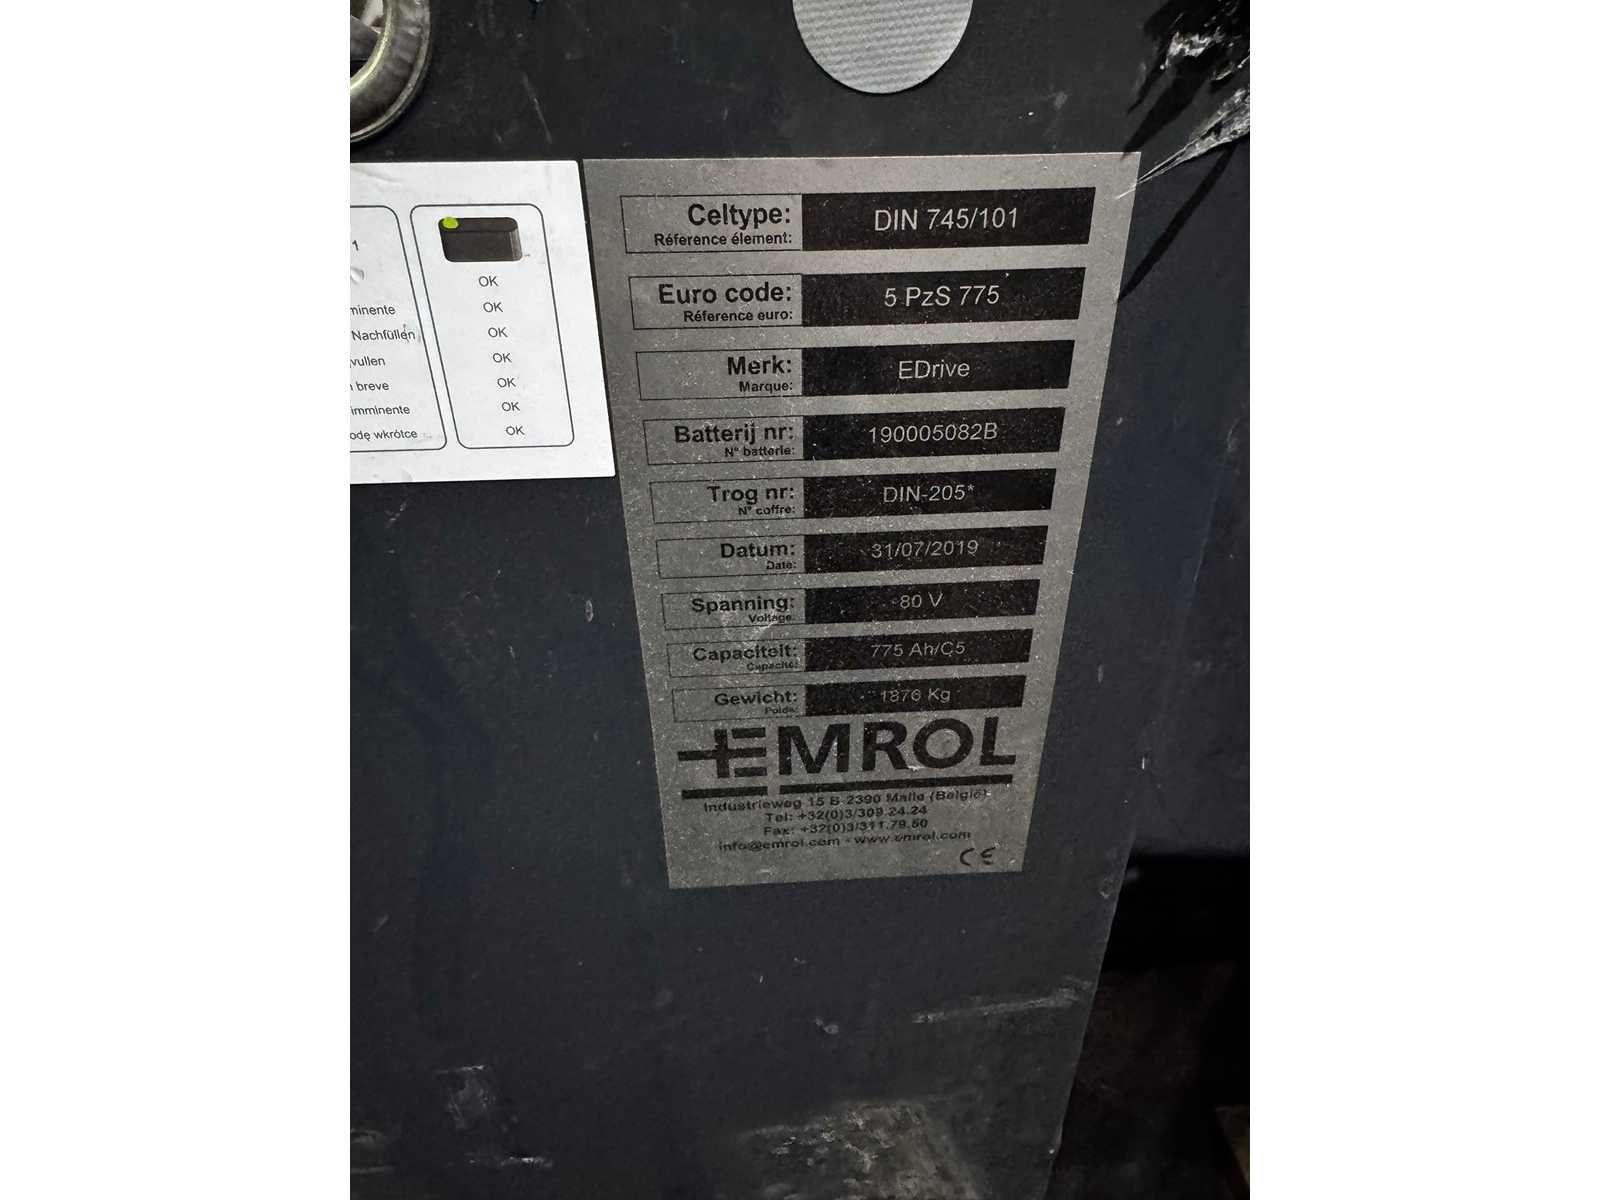 1
OK
minente OK
Nachfüllen OK
vullen OK
breve OK
imminente OK
odę wkrótce OK
Celtype: DIN 745/101
Réference élement:
Euro code: 5 PzS 775
Réference euro:
Merk: EDrive
Marque:
Batterij nr: 190005082B
N° batterie:
Trog nr: DIN-205*
N° coffre:
Datum: 31/07/2019
Date:
Spanning: 80 V
Voltage:
Capaciteit: 775 Ah/C5
Capacité:
Gewicht: 1876 Kg
Poids:
EMROL
Industrieweg 15 B-2390 Malle (België)
Tel: +32(0)3/309.24.24
Fax: +32(0)3/311.79.50
info@emrol.com - www.emrol.com
CE